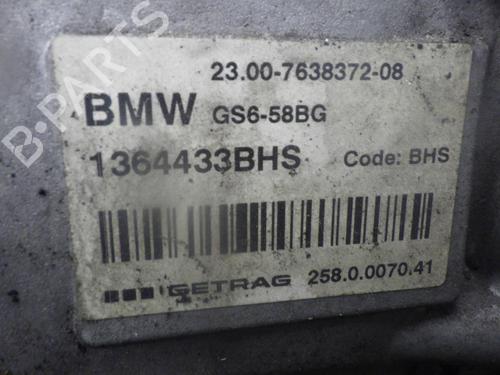 23.00-7638372-08
BMW GS6-58BG
1364433BHS Code: BHS
GETRAG 258.0.0070.41
B-PARTS